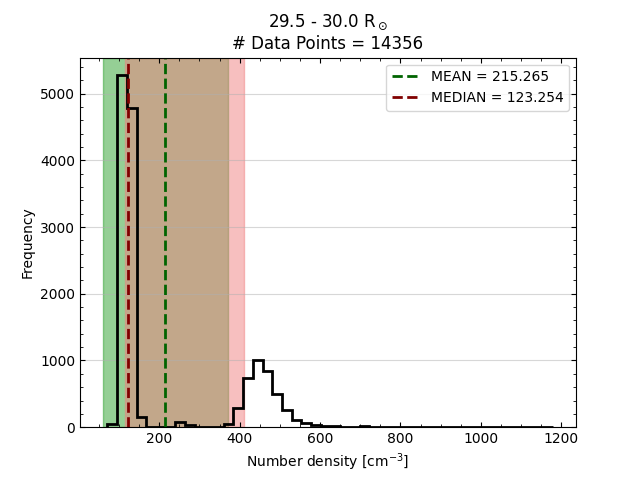 29.5 - 30.0 R⊙
# Data Points = 14356
MEAN = 215.265
MEDIAN = 123.254
Frequency
5000
4000
3000
2000
1000
0
200 400 600 800 1000 1200
Number density [cm⁻³]